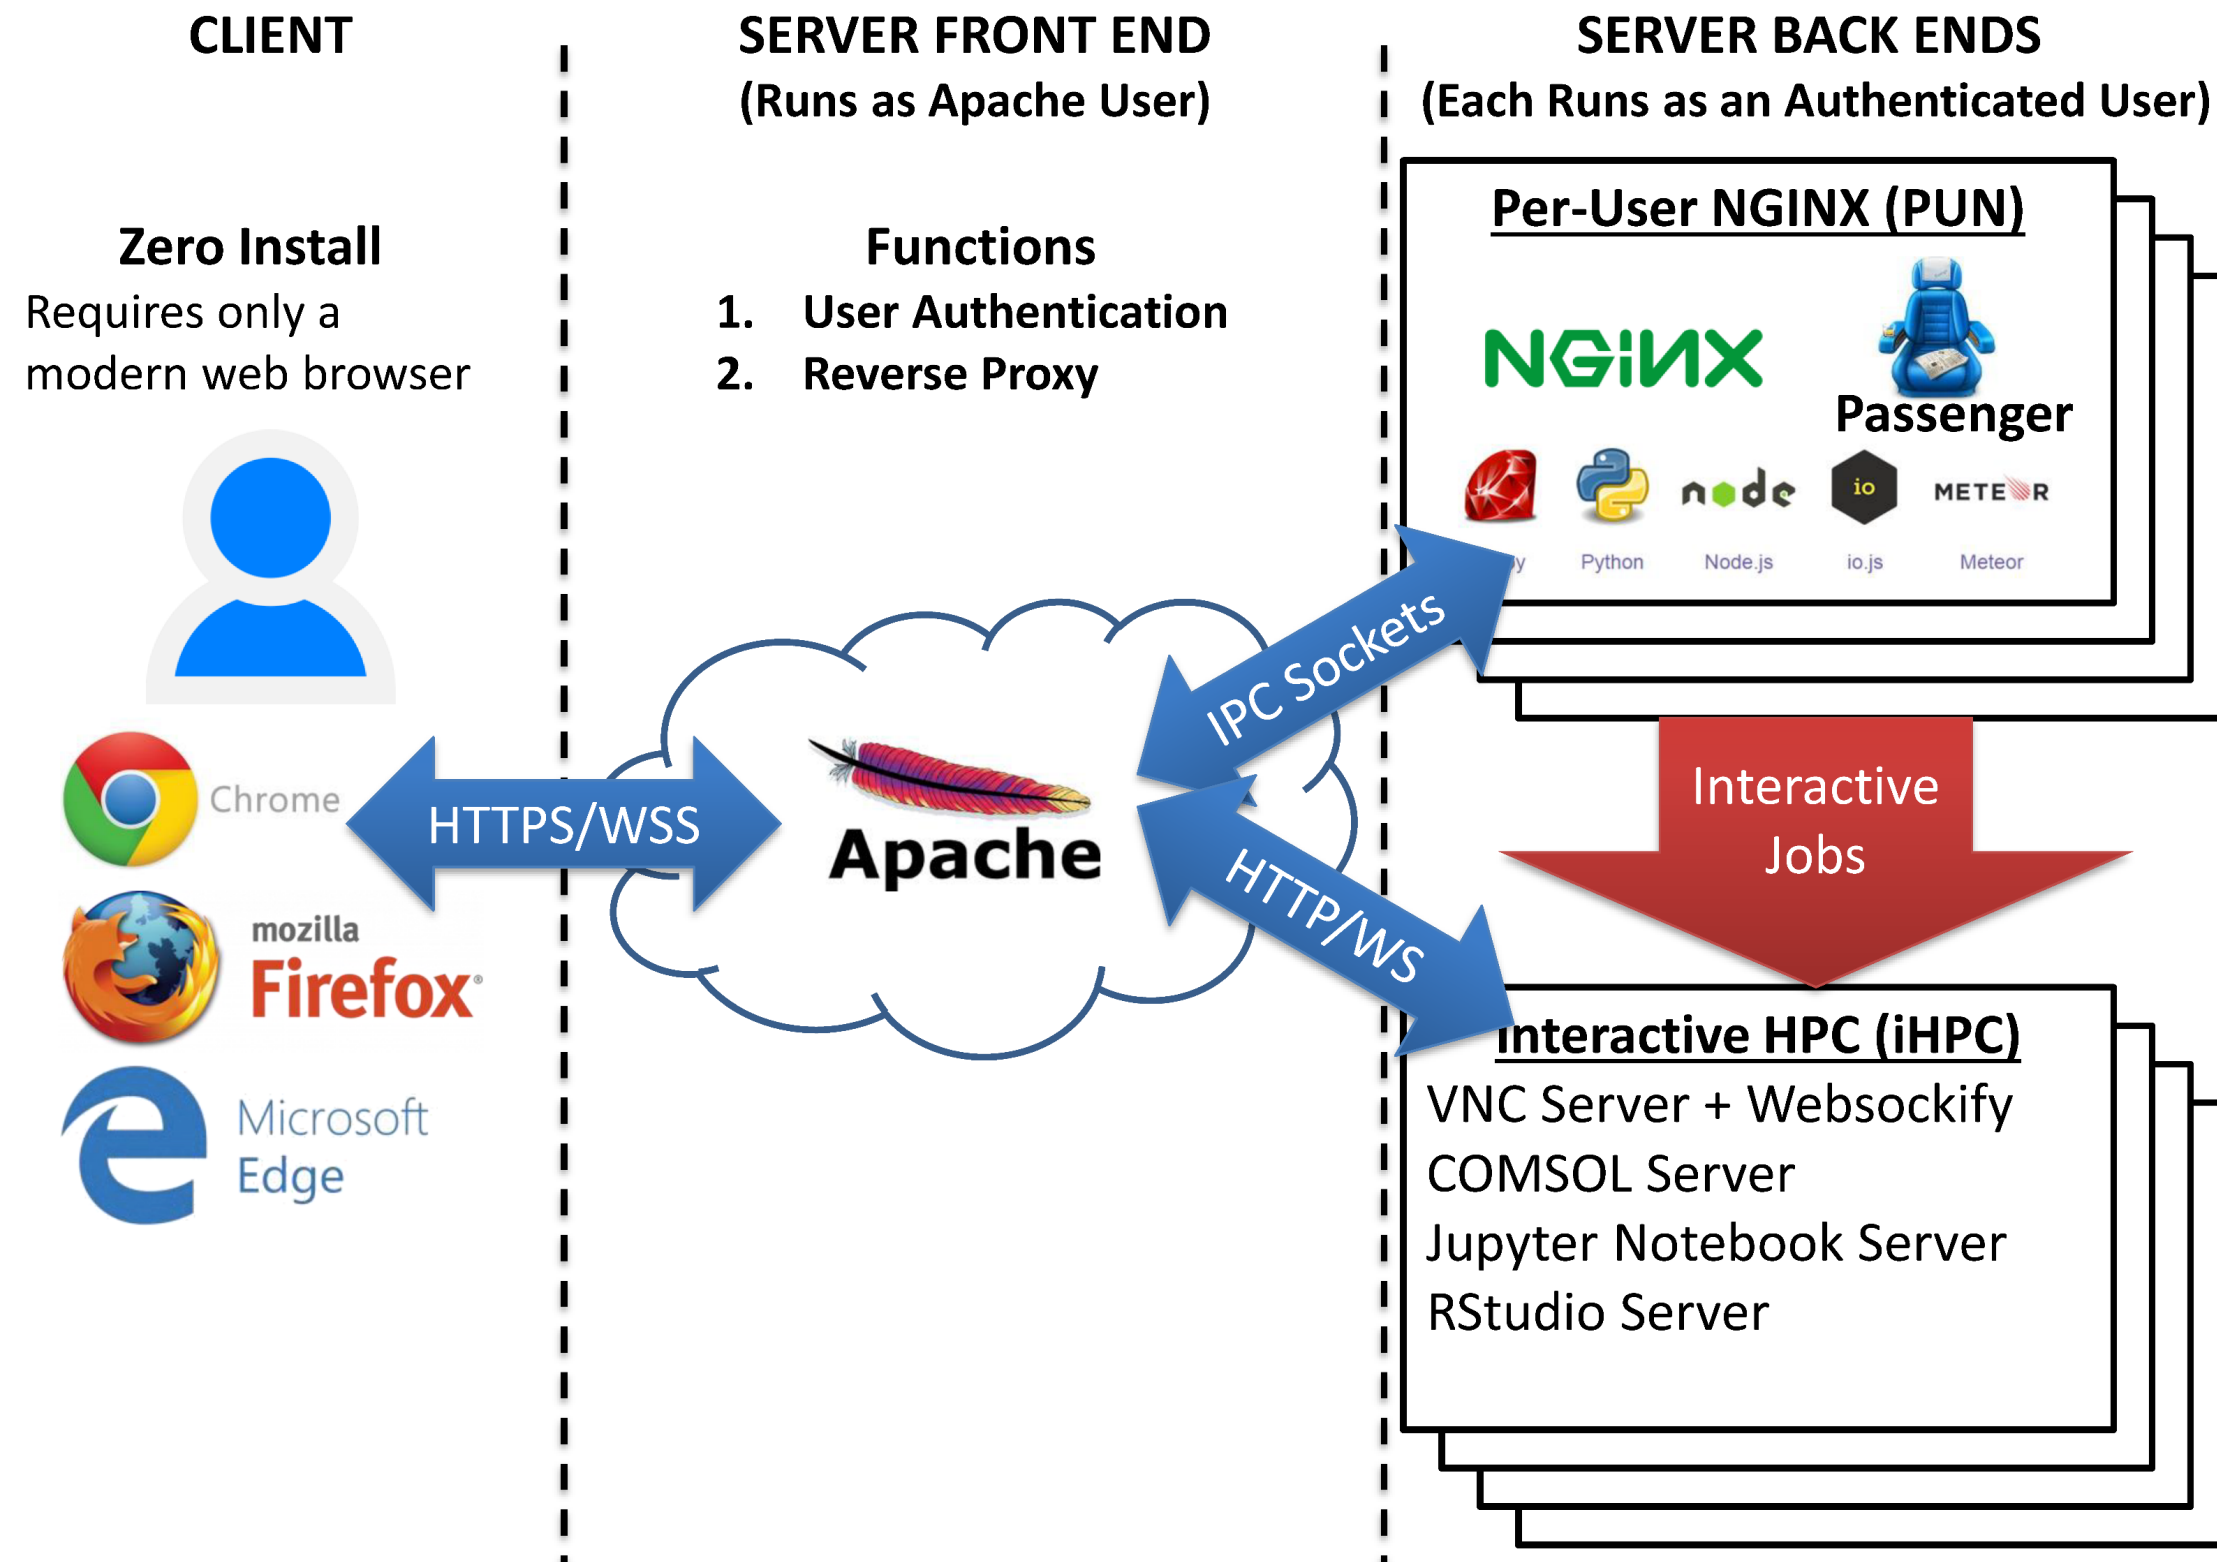 CLIENT
Zero Install
Requires only a
modern web browser
Chrome
mozilla
Firefox
Microsoft
Edge
HTTPS/WSS
SERVER FRONT END
(Runs as Apache User)
Functions
1. User Authentication
2. Reverse Proxy
Apache
IPC Sockets
HTTP/WS
SERVER BACK ENDS
(Each Runs as an Authenticated User)
Per-User NGINX (PUN)
NGINX
Passenger
node
io
METEOR
Python Node.js io.js Meteor
Interactive
Jobs
Interactive HPC (iHPC)
VNC Server + Websockify
COMSOL Server
Jupyter Notebook Server
RStudio Server